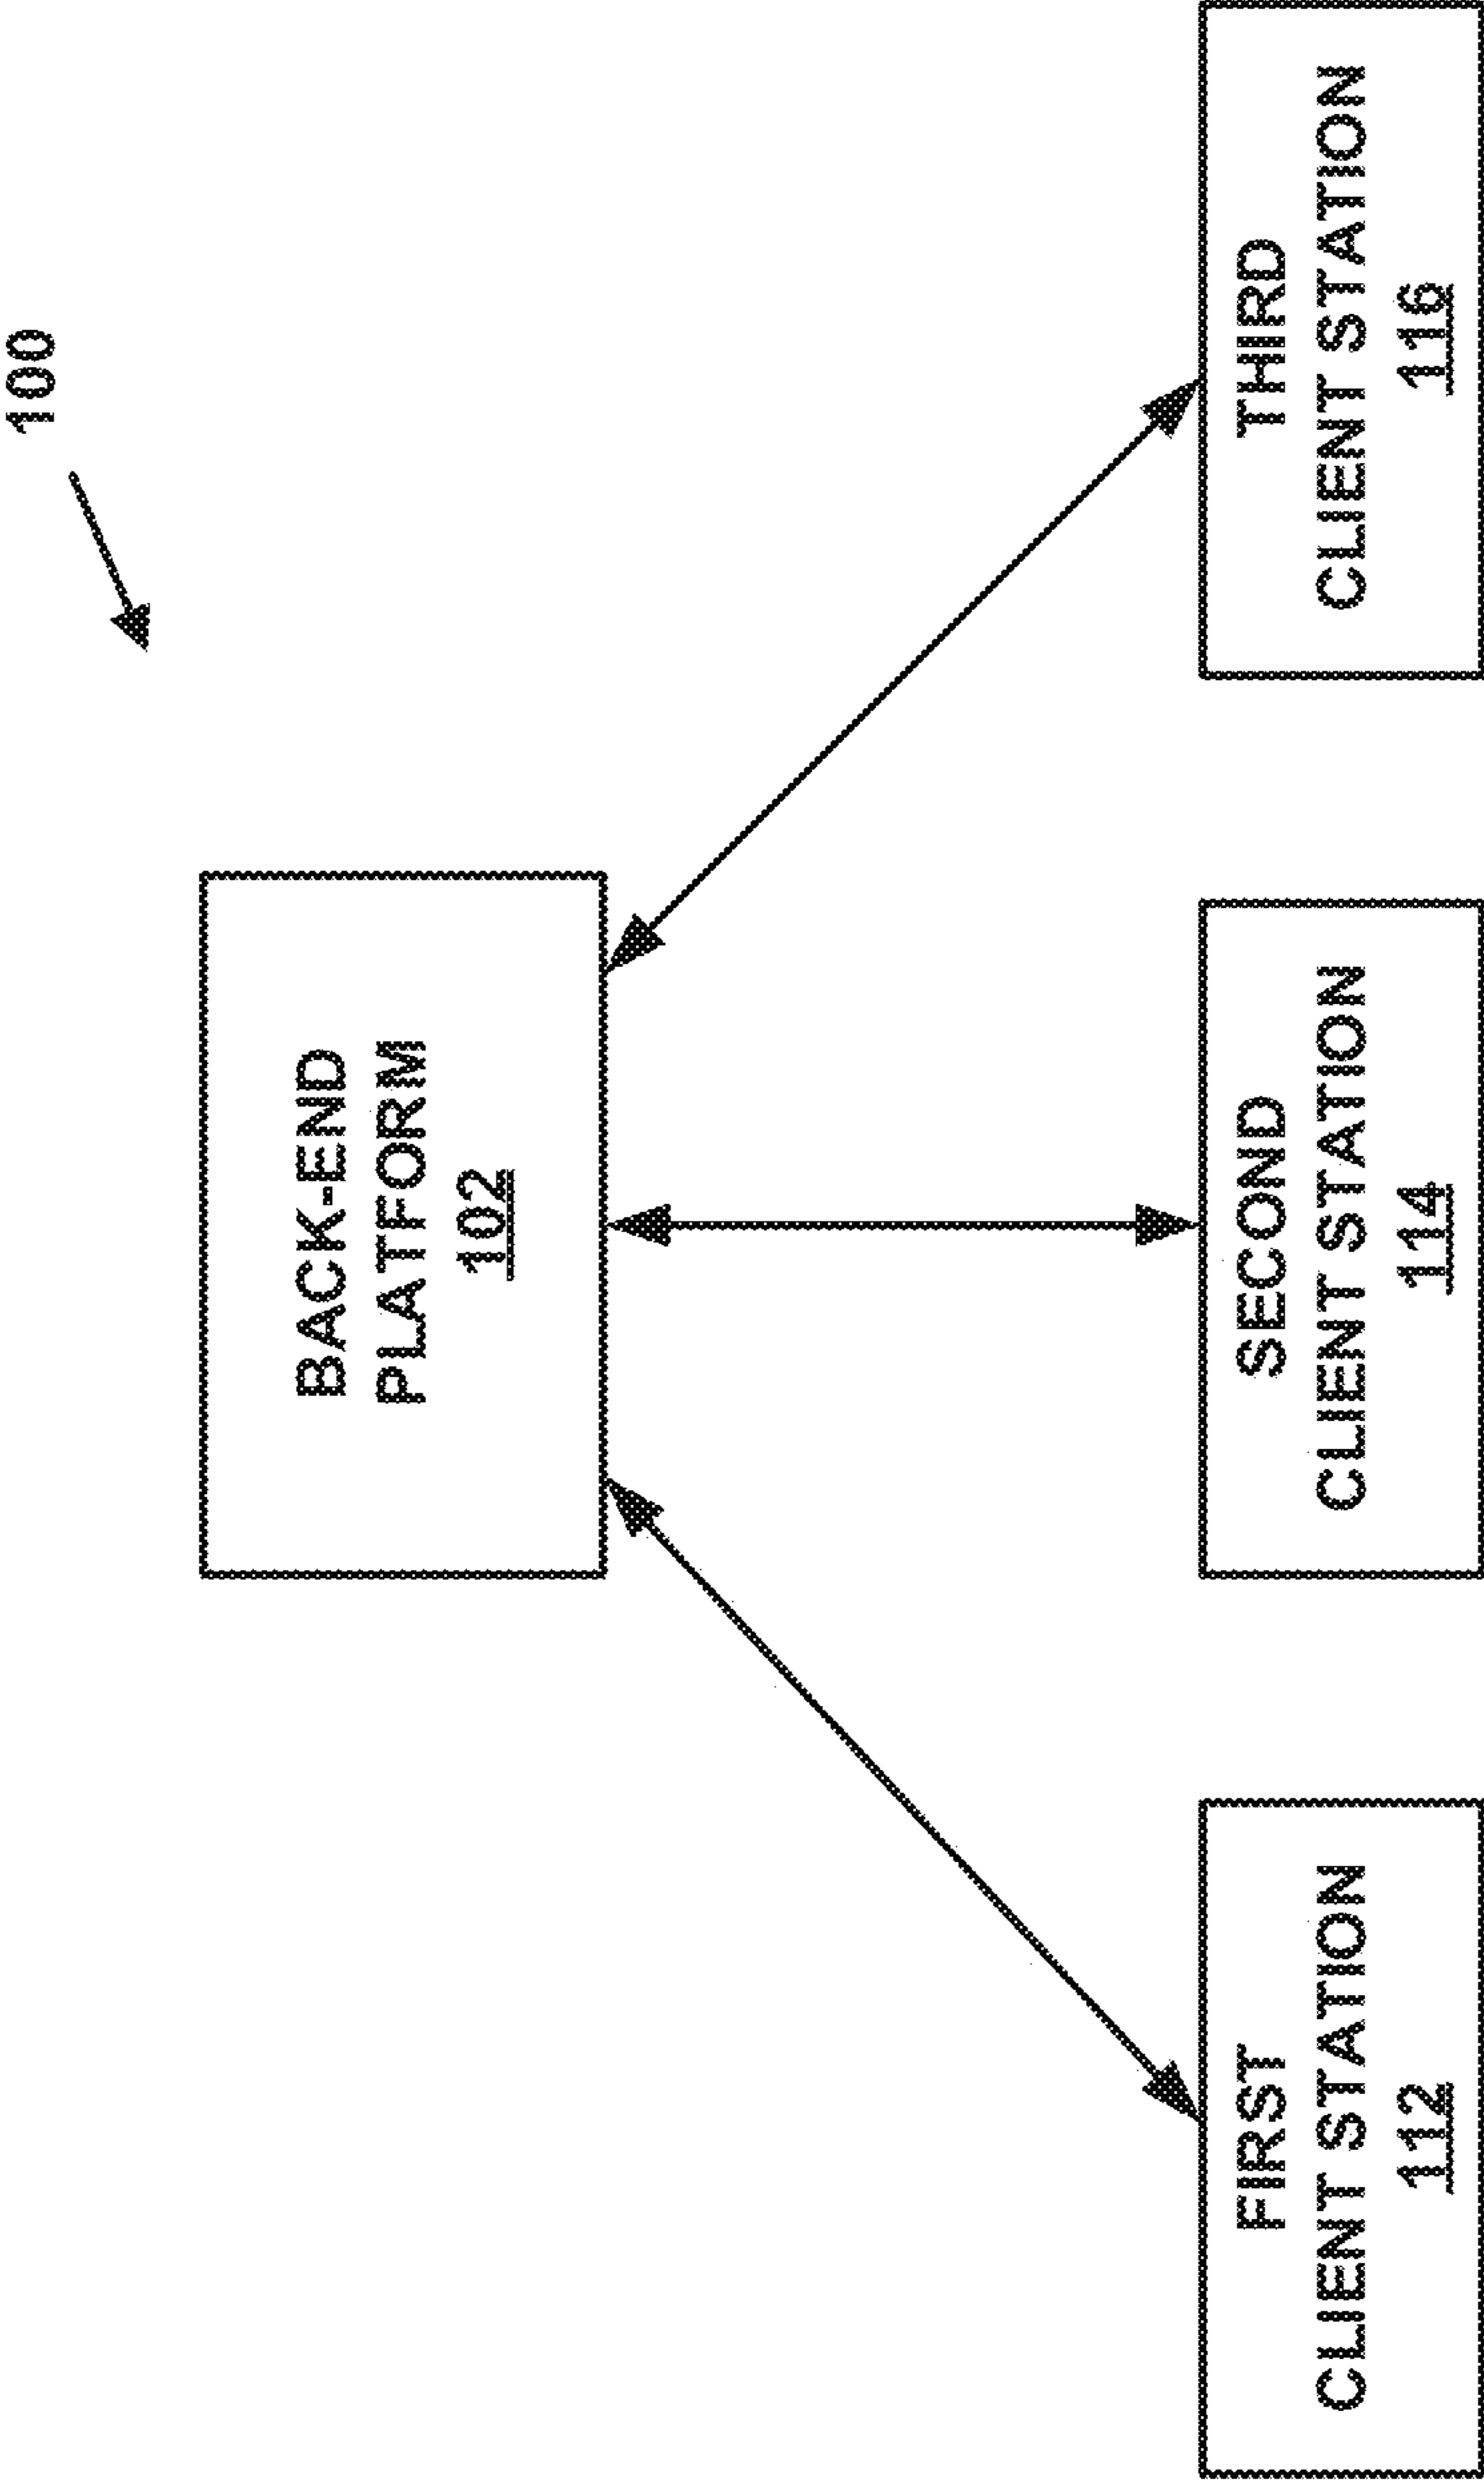 100
BACK-END
PLATFORM
102
FIRST
CLIENT STATION
112
SECOND
CLIENT STATION
114
THIRD
CLIENT STATION
116